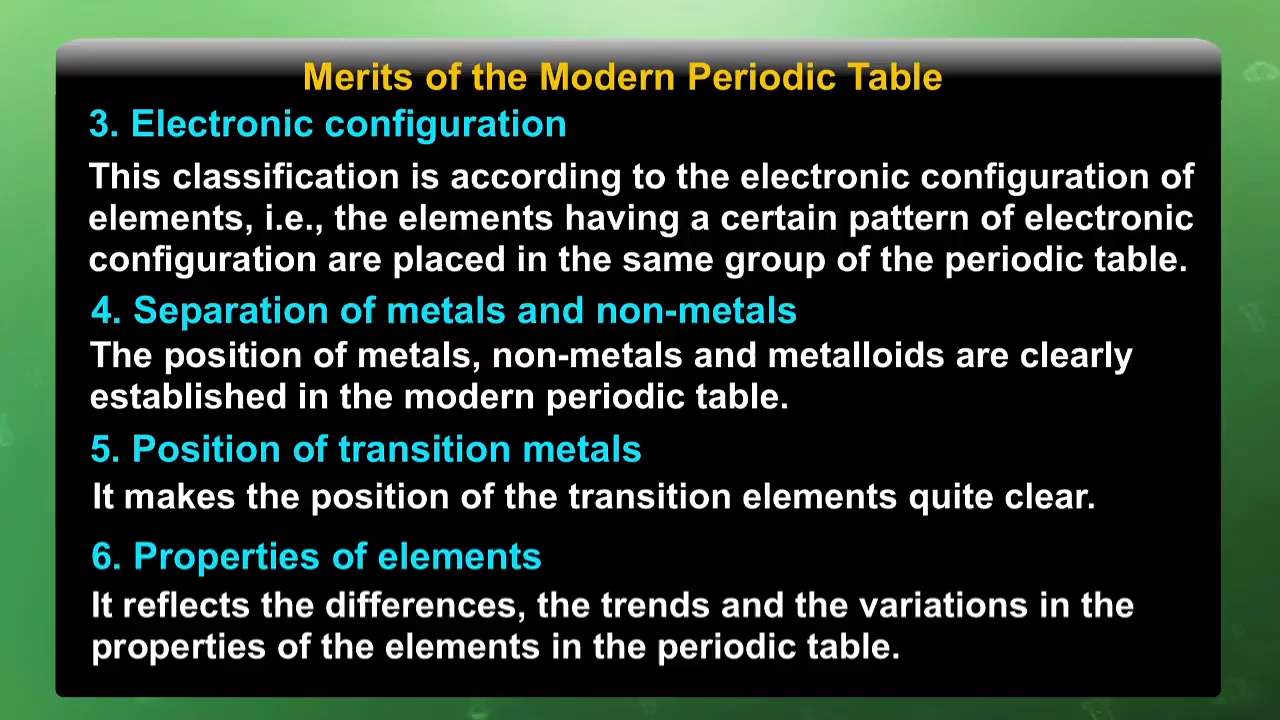 Merits of the Modern Periodic Table
3. Electronic configuration
This classification is according to the electronic configuration of
elements, i.e., the elements having a certain pattern of electronic
configuration are placed in the same group of the periodic table.
4. Separation of metals and non-metals
The position of metals, non-metals and metalloids are clearly
established in the modern periodic table.
5. Position of transition metals
It makes the position of the transition elements quite clear.
6. Properties of elements
It reflects the differences, the trends and the variations in the
properties of the elements in the periodic table.